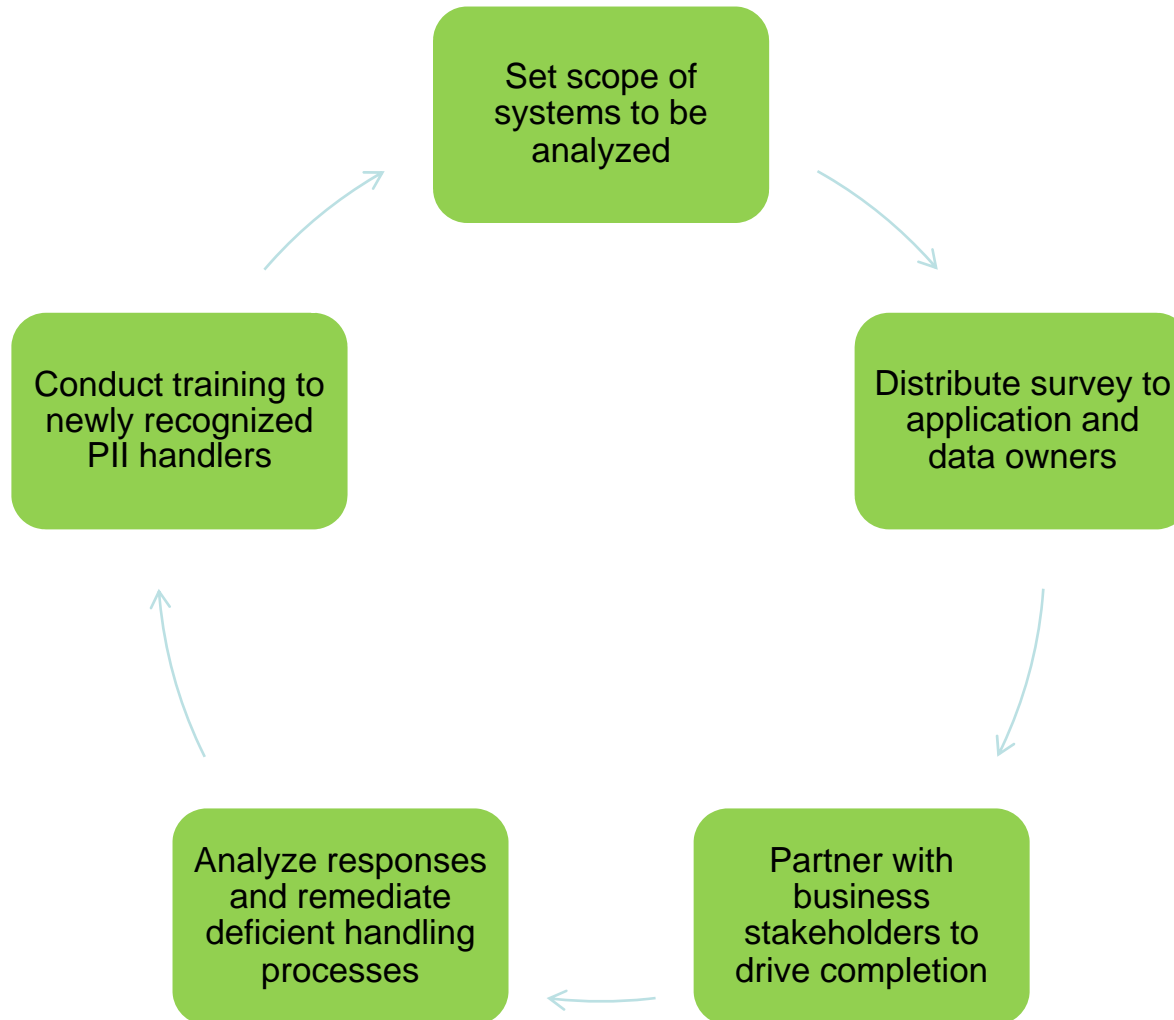 Set scope of
systems to be
analyzed
Distribute survey to
application and
data owners
Partner with
business
stakeholders to
drive completion
Analyze responses
and remediate
deficient handling
processes
Conduct training to
newly recognized
PII handlers